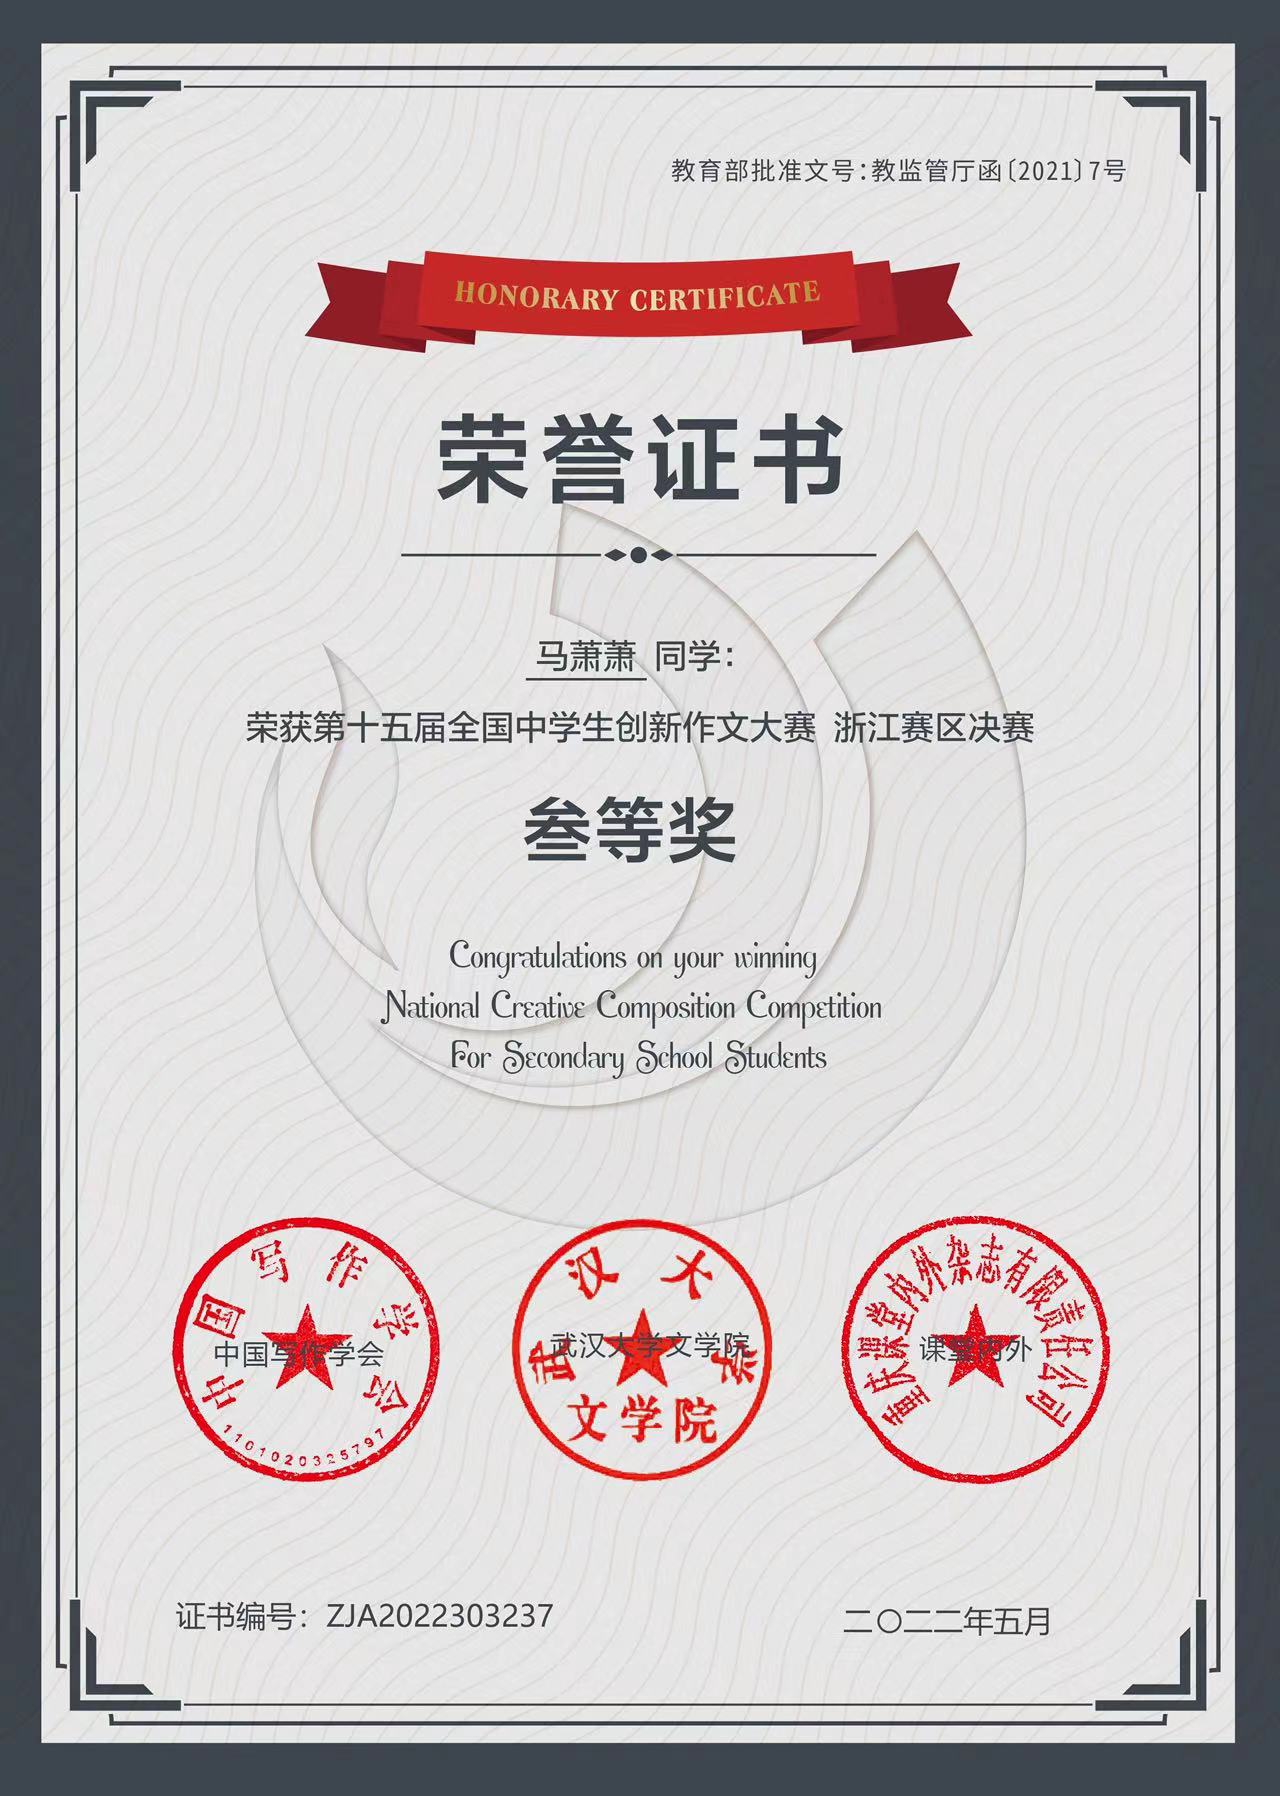 教育部批准文号:教监管厅函〔2021〕7号
HONORARY CERTIFICATE
荣誉证书
马萧萧 同学：
荣获第十五届全国中学生创新作文大赛 浙江赛区决赛
叁等奖
Congratulations on your winning
National Creative Composition Competition
For Secondary School Students
中国写作学会
中国写作学会
1101020325797
武汉大学
武汉大学文学院
文学院
重庆课堂内外杂志有限责任公司
课堂内外
证书编号：ZJA2022303237
二〇二二年五月